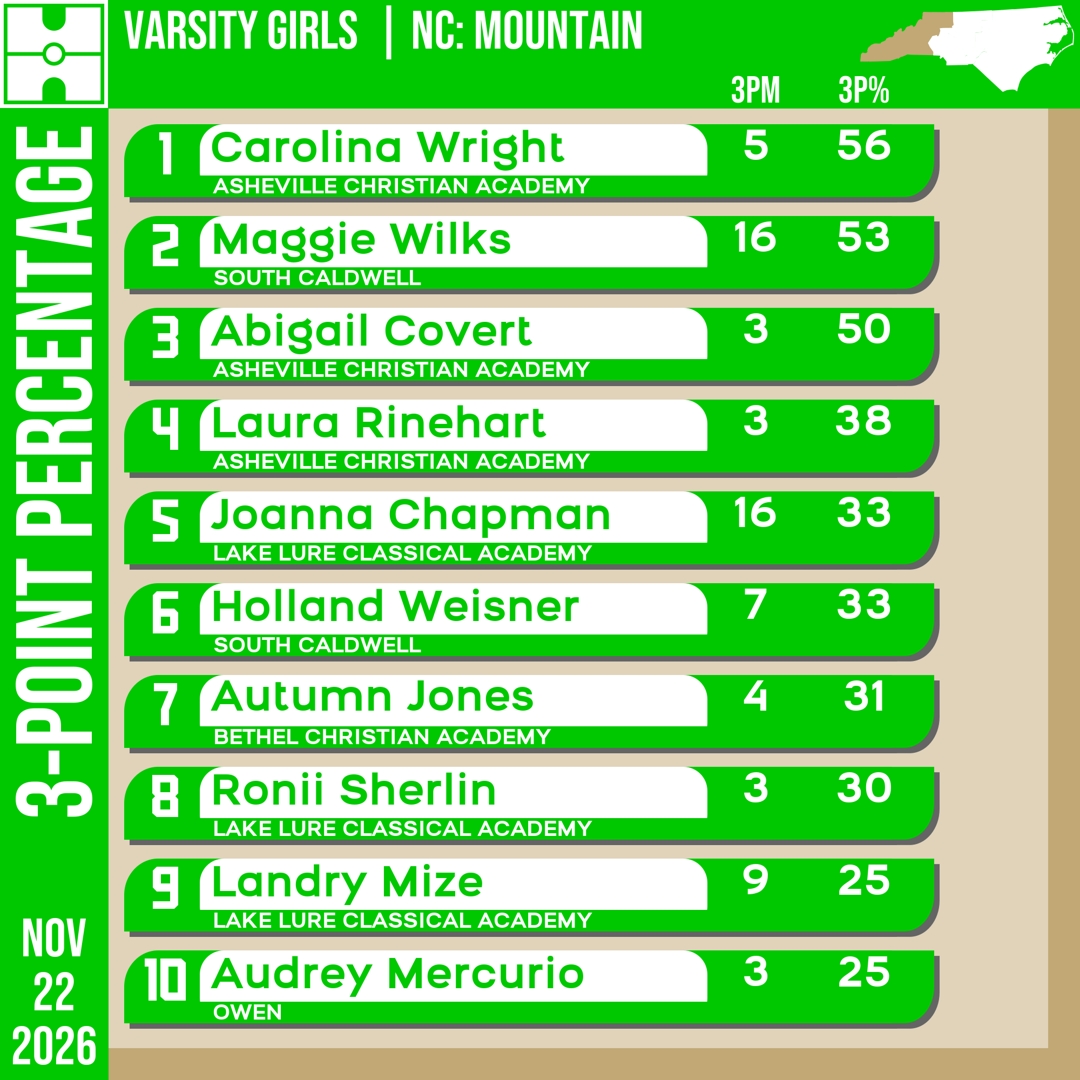 VARSITY GIRLS | NC: MOUNTAIN
3PM 3P%
3-POINT PERCENTAGE
1 Carolina Wright 5 56
ASHEVILLE CHRISTIAN ACADEMY
2 Maggie Wilks 16 53
SOUTH CALDWELL
3 Abigail Covert 3 50
ASHEVILLE CHRISTIAN ACADEMY
4 Laura Rinehart 3 38
ASHEVILLE CHRISTIAN ACADEMY
5 Joanna Chapman 16 33
LAKE LURE CLASSICAL ACADEMY
6 Holland Weisner 7 33
SOUTH CALDWELL
7 Autumn Jones 4 31
BETHEL CHRISTIAN ACADEMY
8 Ronii Sherlin 3 30
LAKE LURE CLASSICAL ACADEMY
9 Landry Mize 9 25
LAKE LURE CLASSICAL ACADEMY
10 Audrey Mercurio 3 25
OWEN
NOV
22
2026